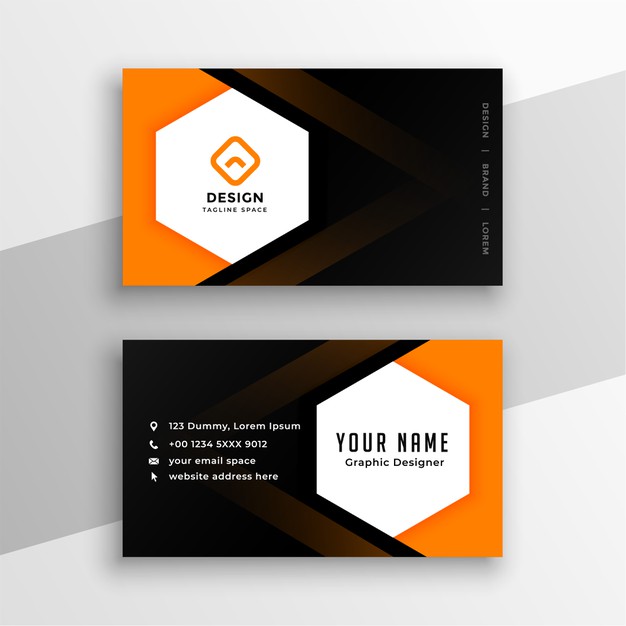 DESIGN
TAGLINE SPACE
DESIGN | BRAND | LOREM
123 Dummy, Lorem Ipsum
+00 1234 5XXX 9012
your email space
website address here
YOUR NAME
Graphic Designer